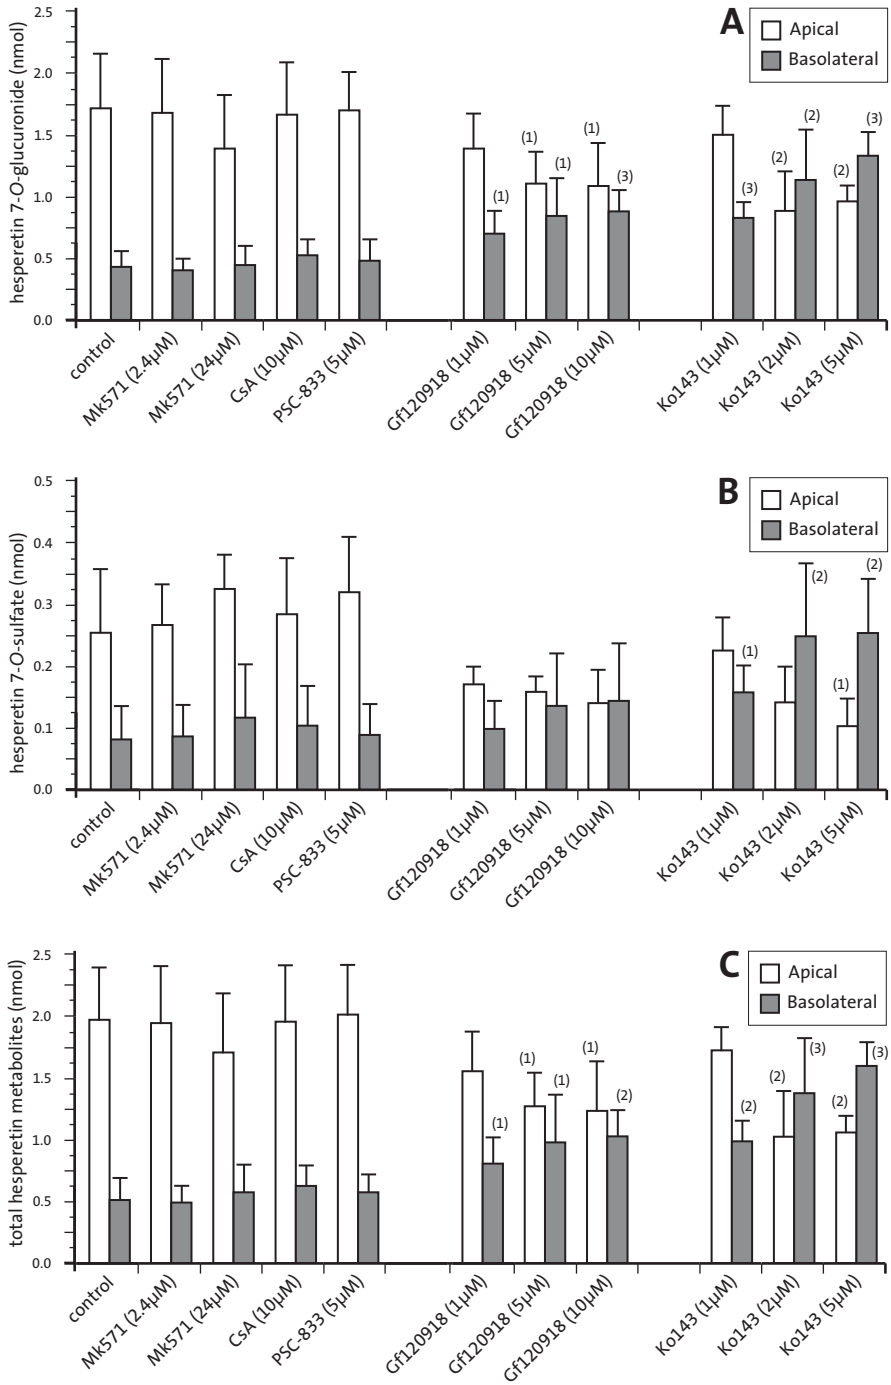 A
Apical
Basolateral
hesperetin 7-O-glucuronide (nmol)
2.5
2.0
1.5
1.0
0.5
0.0
(1)
(1)
(1)
(1)
(3)
(3)
(2)
(2)
(2)
(3)
control
Mk571 (2.4µM)
Mk571 (24µM)
CsA (10µM)
PSC-833 (5µM)
Gf120918 (1µM)
Gf120918 (5µM)
Gf120918 (10µM)
Ko143 (1µM)
Ko143 (2µM)
Ko143 (5µM)
B
Apical
Basolateral
hesperetin 7-O-sulfate (nmol)
0.5
0.4
0.3
0.2
0.1
0.0
(1)
(2)
(1)
(2)
control
Mk571 (2.4µM)
Mk571 (24µM)
CsA (10µM)
PSC-833 (5µM)
Gf120918 (1µM)
Gf120918 (5µM)
Gf120918 (10µM)
Ko143 (1µM)
Ko143 (2µM)
Ko143 (5µM)
C
Apical
Basolateral
total hesperetin metabolites (nmol)
2.5
2.0
1.5
1.0
0.5
0.0
(1)
(1)
(1)
(1)
(2)
(2)
(2)
(3)
(2)
(3)
control
Mk571 (2.4µM)
Mk571 (24µM)
CsA (10µM)
PSC-833 (5µM)
Gf120918 (1µM)
Gf120918 (5µM)
Gf120918 (10µM)
Ko143 (1µM)
Ko143 (2µM)
Ko143 (5µM)